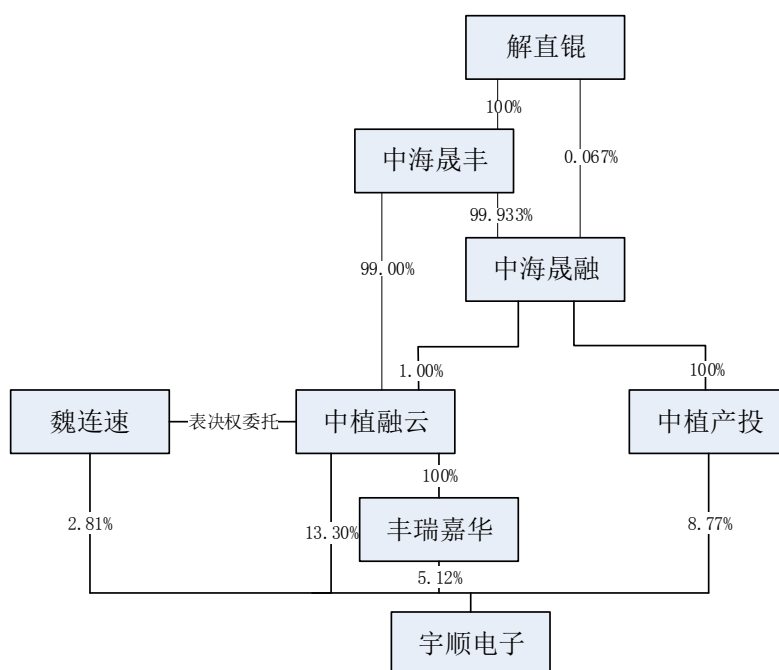 解直锟
100%
中海晟丰
0.067%
99.933%
中海晟融
99.00%
1.00%
100%
魏连速
表决权委托
中植融云
中植产投
100%
2.81%
13.30%
丰瑞嘉华
8.77%
5.12%
宇顺电子